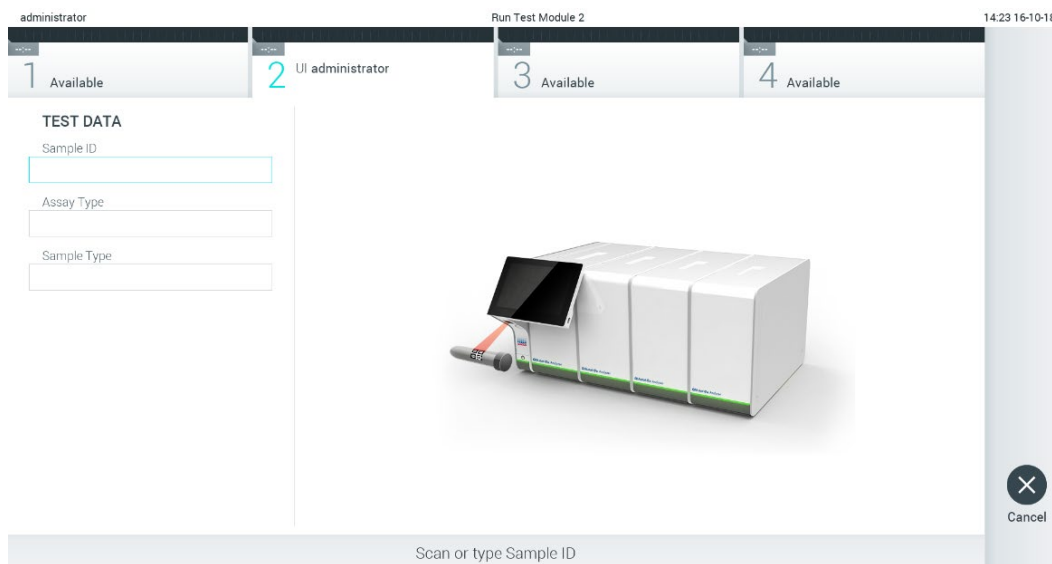 administrator Run Test Module 2 14:23 16-10-18
--:-- --:-- --:-- --:--
1 Available 2 UI administrator 3 Available 4 Available
TEST DATA
Sample ID
Assay Type
Sample Type
Cancel
Scan or type Sample ID